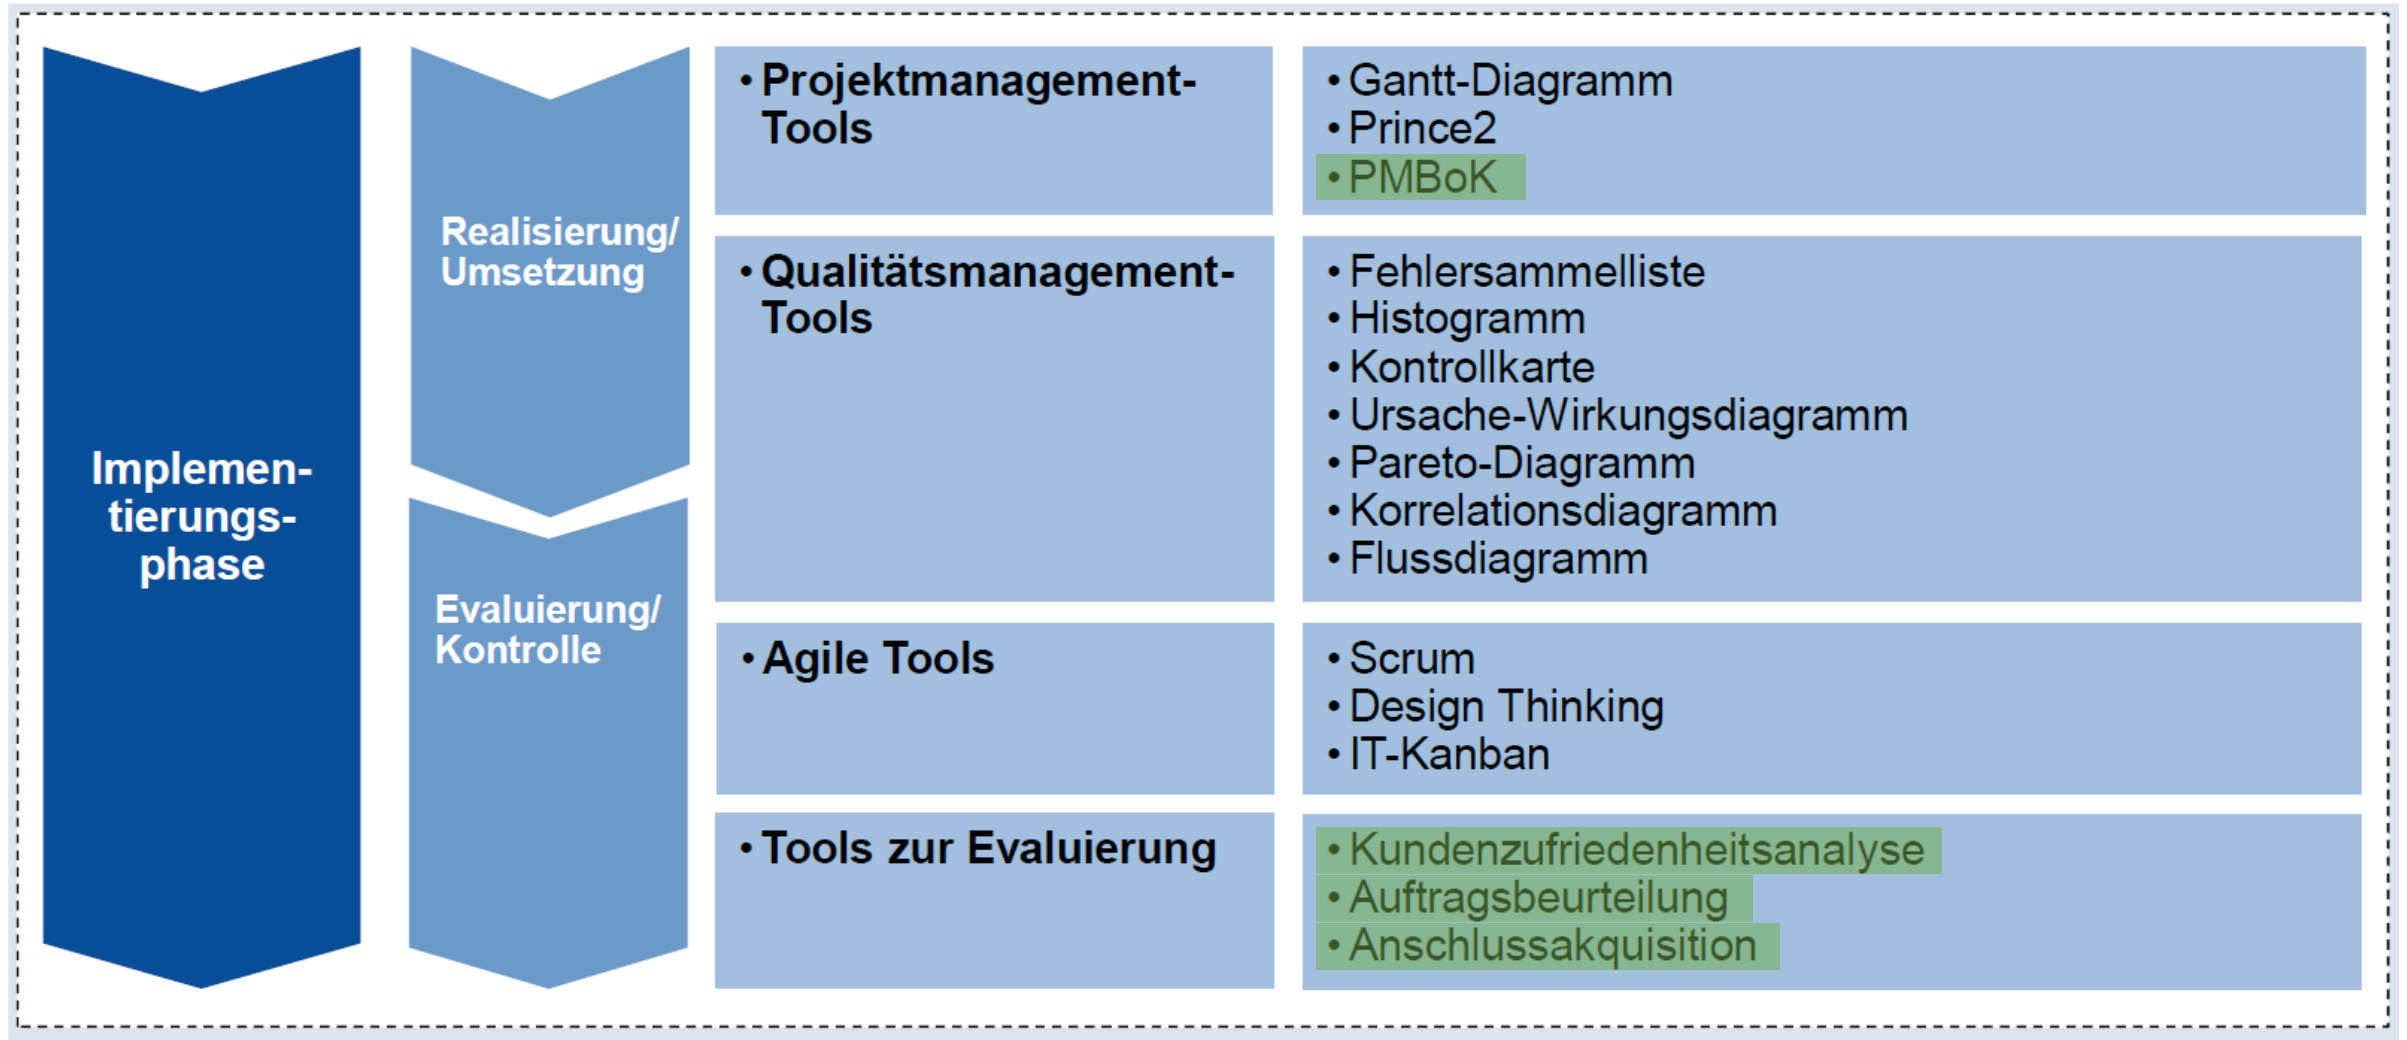 Implemen-
tierungs-
phase
Realisierung/
Umsetzung
Evaluierung/
Kontrolle
• Projektmanagement-
Tools
• Gantt-Diagramm
• Prince2
• PMBoK
• Qualitätsmanagement-
Tools
• Fehlersammelliste
• Histogramm
• Kontrollkarte
• Ursache-Wirkungsdiagramm
• Pareto-Diagramm
• Korrelationsdiagramm
• Flussdiagramm
• Agile Tools
• Scrum
• Design Thinking
• IT-Kanban
• Tools zur Evaluierung
• Kundenzufriedenheitsanalyse
• Auftragsbeurteilung
• Anschlussakquisition